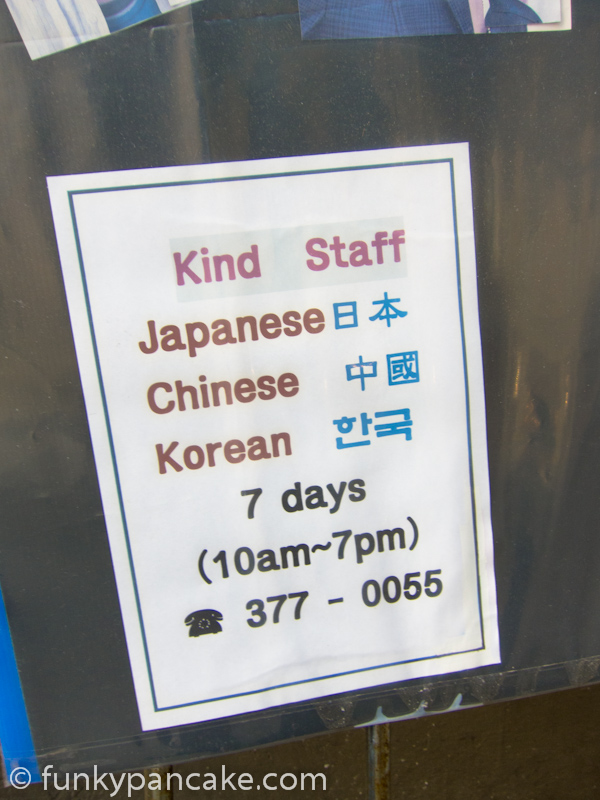 Kind Staff
Japanese 日本
Chinese 中國
Korean 한국
7 days
(10am~7pm)
☎ 377 - 0055
© funkypancake.com